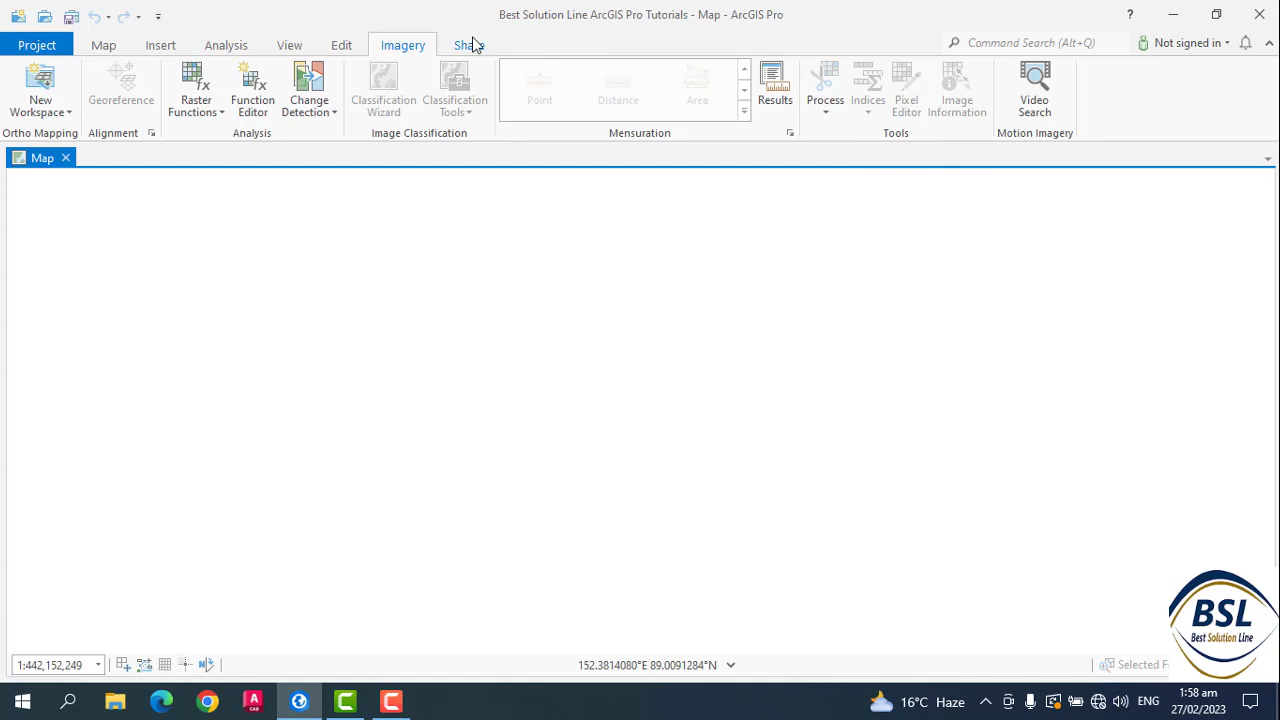 Best Solution Line ArcGIS Pro Tutorials - Map - ArcGIS Pro
?
Project Map Insert Analysis View Edit Imagery Share
Command Search (Alt+Q)
Not signed in
New Workspace
Georeference
Raster Functions
Function Editor
Change Detection
Classification Wizard
Classification Tools
Point
Distance
Area
Results
Process
Indices
Pixel Editor
Image Information
Video Search
Ortho Mapping
Alignment
Analysis
Image Classification
Mensuration
Tools
Motion Imagery
Map
BSL
Best Solution Line
1:442,152,249
152.3814080°E 89.0091284°N
Selected F
16°C Haze
ENG
1:58 am
27/02/2023